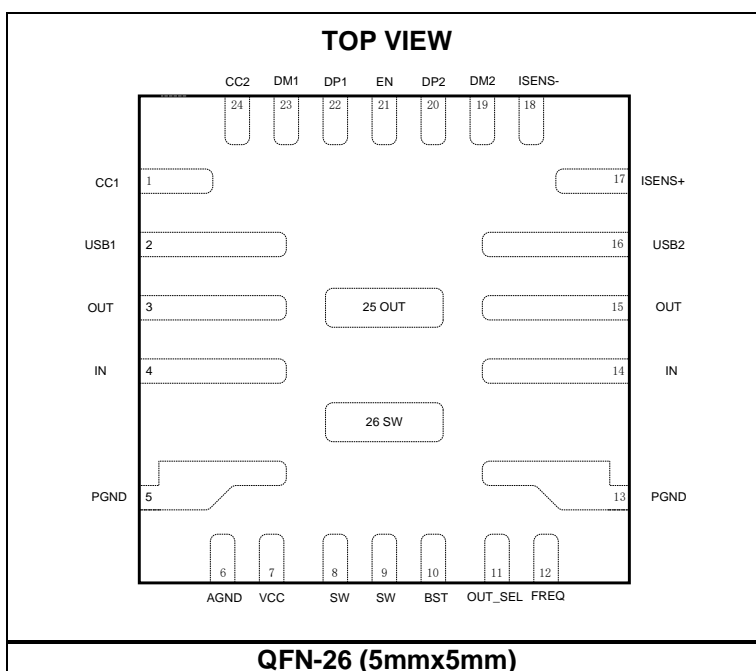 TOP VIEW
CC2 DM1 DP1 EN DP2 DM2 ISENS-
24 23 22 21 20 19 18
CC1 1 17 ISENS+
USB1 2 16 USB2
OUT 3 25 OUT 15 OUT
IN 4 14 IN
26 SW
PGND 5 13 PGND
6 7 8 9 10 11 12
AGND VCC SW SW BST OUT_SEL FREQ
QFN-26 (5mmx5mm)